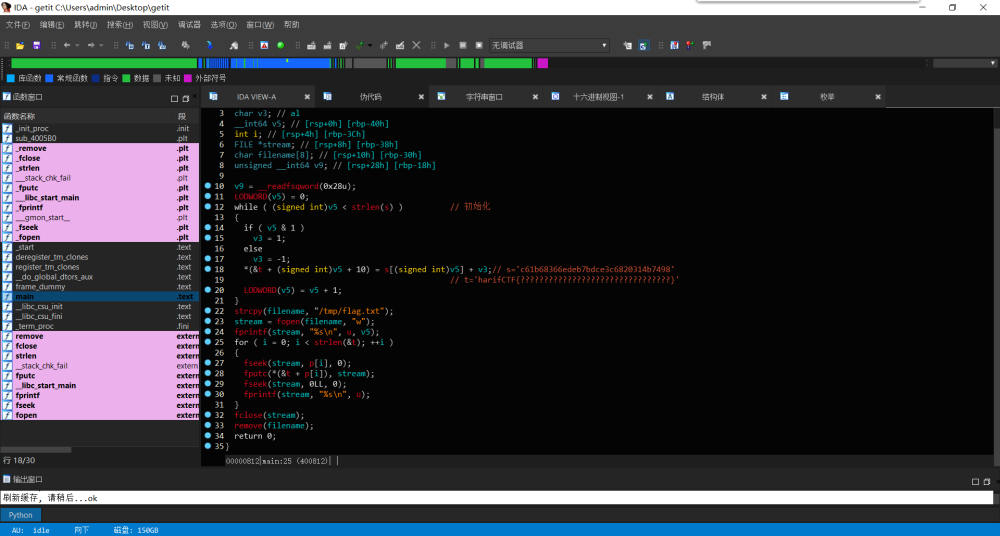 IDA - getit C:\Users\admin\Desktop\getit
文件(F) 编辑(E) 跳转(J) 搜索(H) 视图(V) 调试器 选项(O) 窗口(W) 帮助
无调试器
库函数 常规函数 指令 数据 未知 外部符号
函数窗口
函数名称 段
_init_proc .init
sub_4005B0 .plt
_remove .plt
_fclose .plt
_strlen .plt
___stack_chk_fail .plt
_fputc .plt
___libc_start_main .plt
_fprintf .plt
___gmon_start__ .plt
_fseek .plt
_fopen .plt
_start .text
deregister_tm_clones .text
register_tm_clones .text
__do_global_dtors_aux .text
frame_dummy .text
main .text
__libc_csu_init .text
__libc_csu_fini .text
_term_proc .fini
remove extern
fclose extern
strlen extern
__stack_chk_fail extern
fputc extern
__libc_start_main extern
fprintf extern
fseek extern
fopen extern
行 18/30
IDA VIEW-A 伪代码 字符串窗口 十六进制视图-1 结构体 枚举
3 char v3; // al
4 __int64 v5; // [rsp+0h] [rbp-40h]
5 int i; // [rsp+4h] [rbp-3Ch]
6 FILE *stream; // [rsp+8h] [rbp-38h]
7 char filename[8]; // [rsp+10h] [rbp-30h]
8 unsigned __int64 v9; // [rsp+28h] [rbp-18h]
9
10 v9 = __readfsqword(0x28u);
11 LODWORD(v5) = 0;
12 while ( (signed int)v5 < strlen(s) ) // 初始化
13 {
14 if ( v5 & 1 )
15 v3 = 1;
16 else
17 v3 = -1;
18 *(&t + (signed int)v5 + 10) = s[(signed int)v5] + v3;// s='c61b68366edeb7bdce3c6820314b7498'
19 // t='harifCTF{????????????????????????????????}'
20 LODWORD(v5) = v5 + 1;
21 }
22 strcpy(filename, "/tmp/flag.txt");
23 stream = fopen(filename, "w");
24 fprintf(stream, "%s\n", u, v5);
25 for ( i = 0; i < strlen(&t); ++i )
26 {
27 fseek(stream, p[i], 0);
28 fputc(*(&t + p[i]), stream);
29 fseek(stream, 0LL, 0);
30 fprintf(stream, "%s\n", u);
31 }
32 fclose(stream);
33 remove(filename);
34 return 0;
35 }
00000812 main:25 (400812)
输出窗口
刷新缓存, 请稍后...ok
Python
AU: idle 向下 磁盘: 150GB